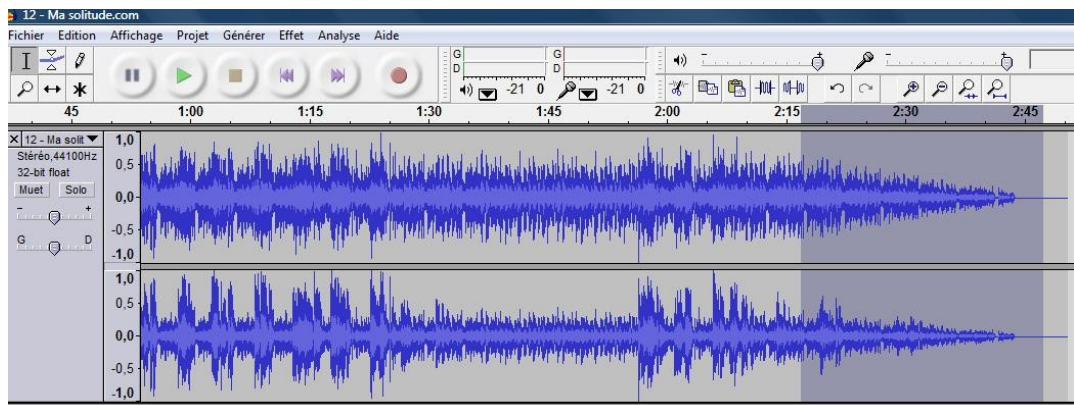 12 - Ma solitude.com
Fichier Edition Affichage Projet Générer Effet Analyse Aide
G G
D D
-21 0 -21 0
45 1:00 1:15 1:30 1:45 2:00 2:15 2:30 2:45
X 12 - Ma solit 1,0
Stéréo,44100Hz 0,5
32-bit float
Muet Solo 0,0
- + -0,5
G D -1,0
1,0
0,5
0,0
-0,5
-1,0